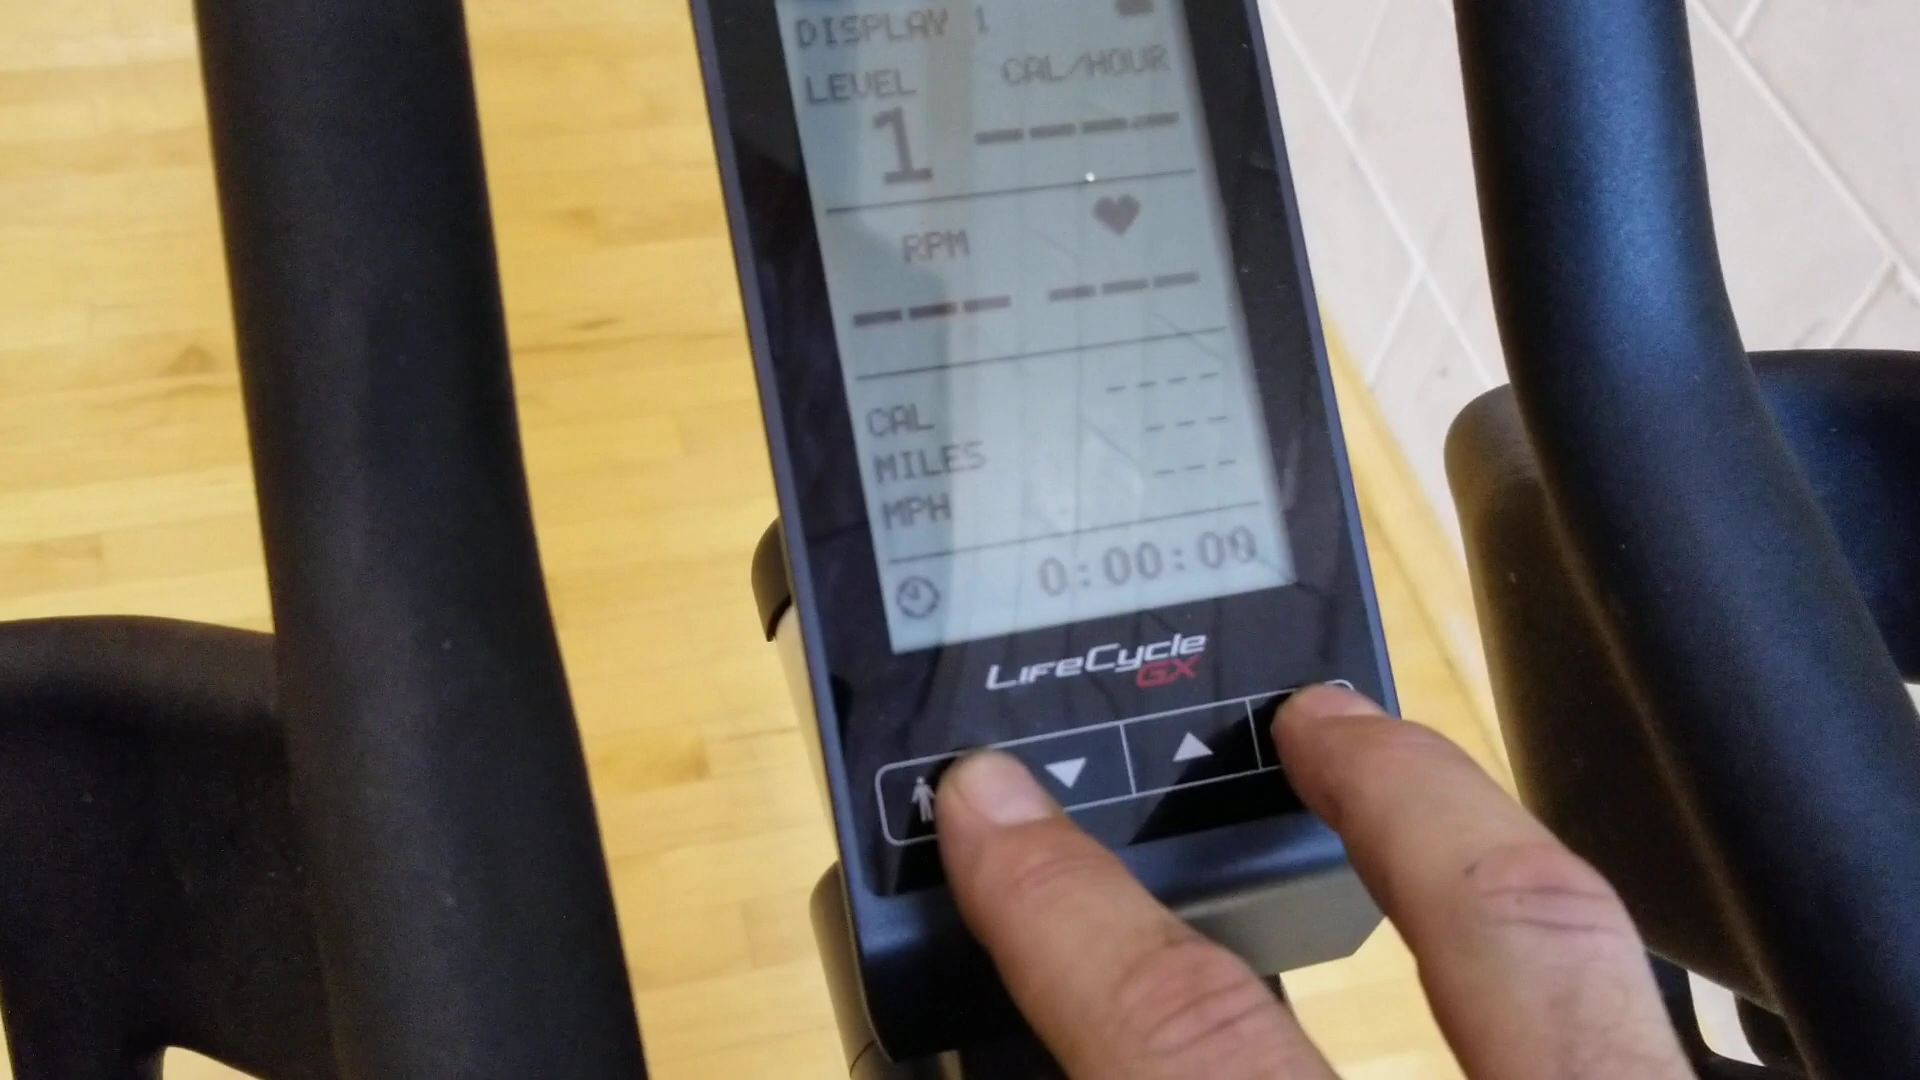 DISPLAY 1
LEVEL CAL/HOUR
1 ----
RPM
--- ---
CAL ----
MILES ---
MPH ---
0:00:00
LifeCycle
GX